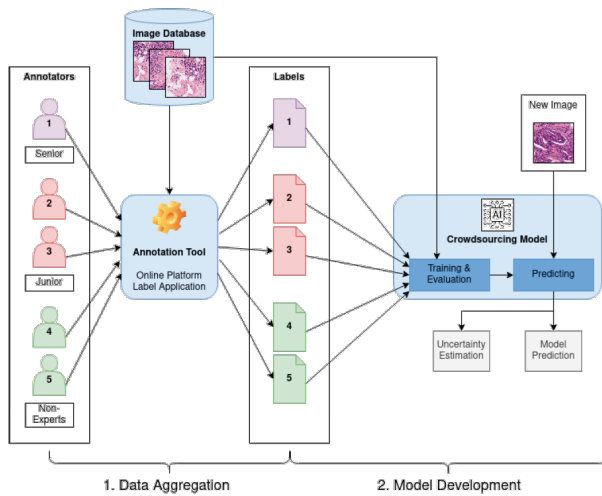 Image Database
Annotators
1
Senior
2
3
Junior
4
5
Non-
Experts
Annotation Tool
Online Platform
Label Application
Labels
1
2
3
4
5
New Image
AI
Crowdsourcing Model
Training &
Evaluation
Predicting
Uncertainty
Estimation
Model
Prediction
1. Data Aggregation
2. Model Development